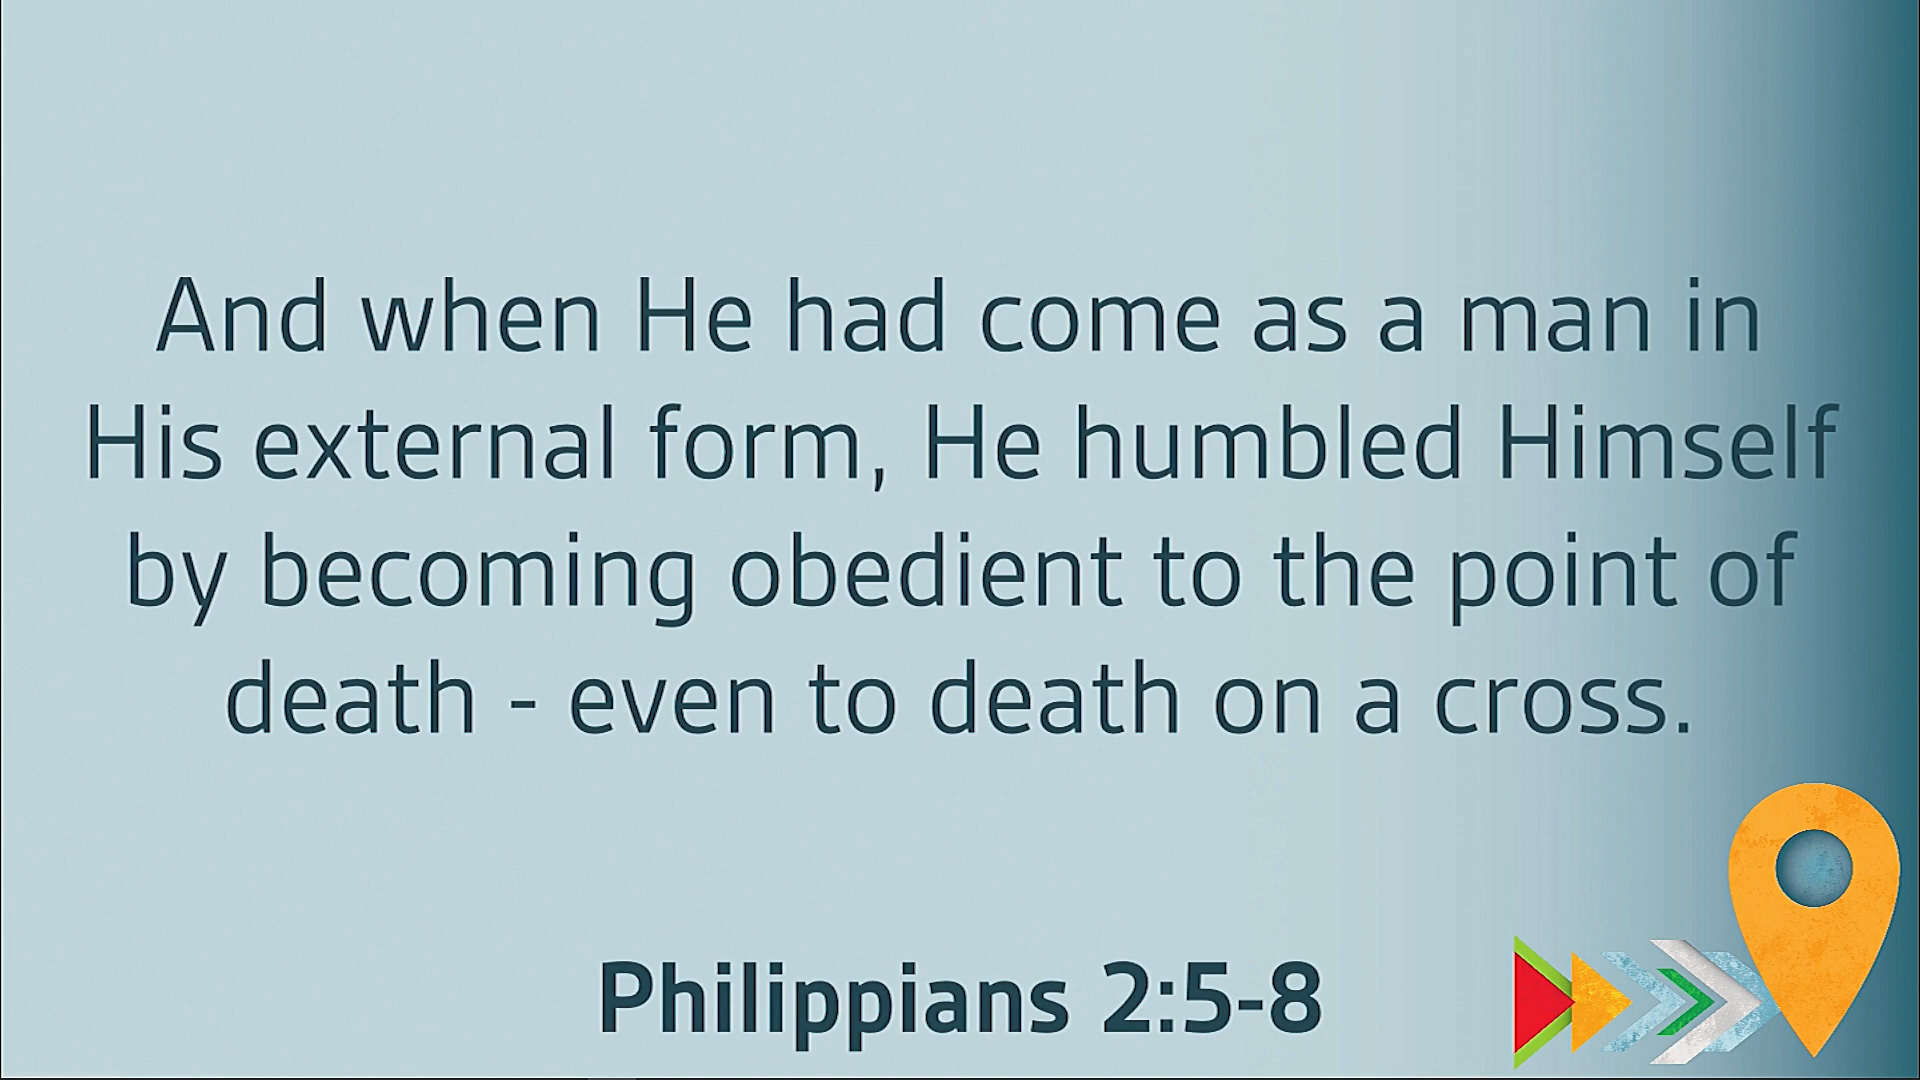 And when He had come as a man in
His external form, He humbled Himself
by becoming obedient to the point of
death - even to death on a cross.
Philippians 2:5-8